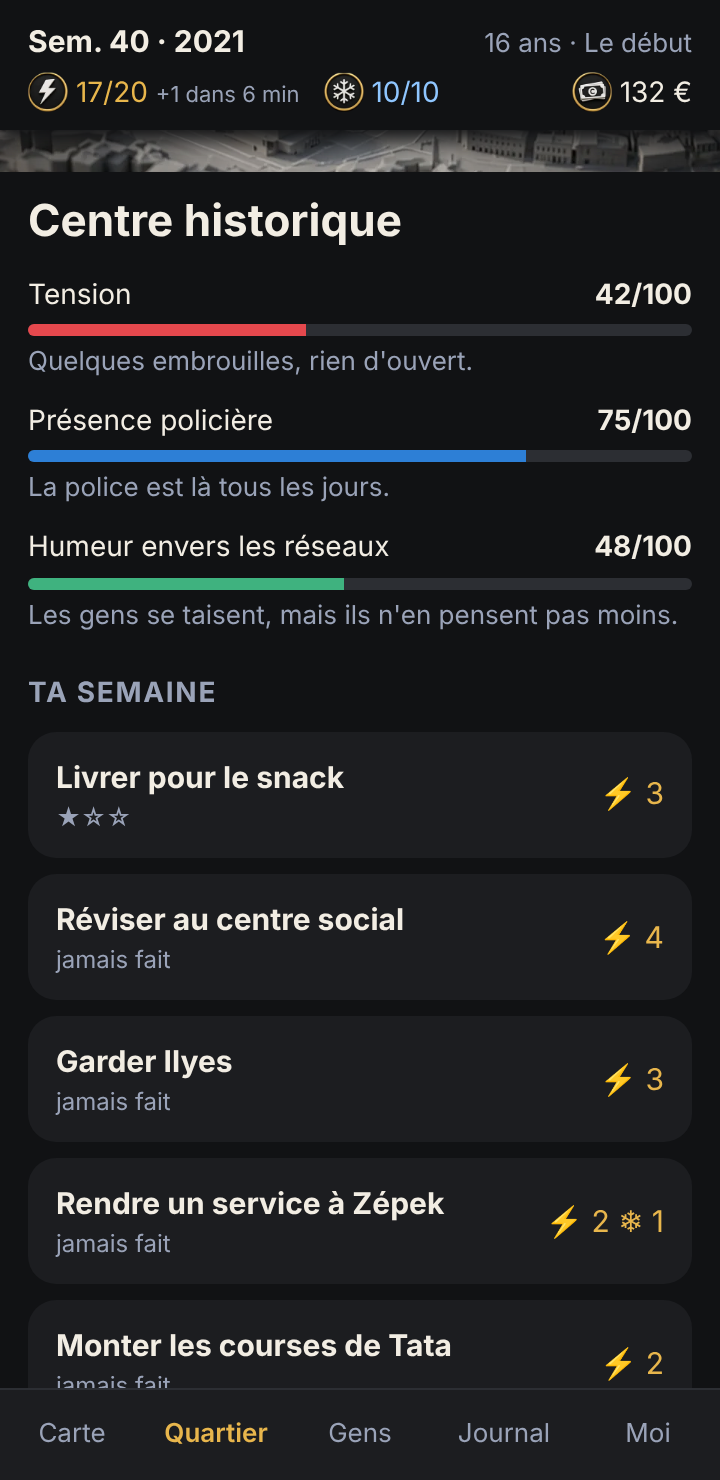 Sem. 40 · 2021
16 ans · Le début
17/20 +1 dans 6 min
10/10
132 €
Centre historique
Tension 42/100
Quelques embrouilles, rien d'ouvert.
Présence policière 75/100
La police est là tous les jours.
Humeur envers les réseaux 48/100
Les gens se taisent, mais ils n'en pensent pas moins.
TA SEMAINE
Livrer pour le snack
★☆☆
⚡ 3
Réviser au centre social
jamais fait
⚡ 4
Garder Ilyes
jamais fait
⚡ 3
Rendre un service à Zépek
jamais fait
⚡ 2 ❄ 1
Monter les courses de Tata
jamais fait
⚡ 2
Carte Quartier Gens Journal Moi